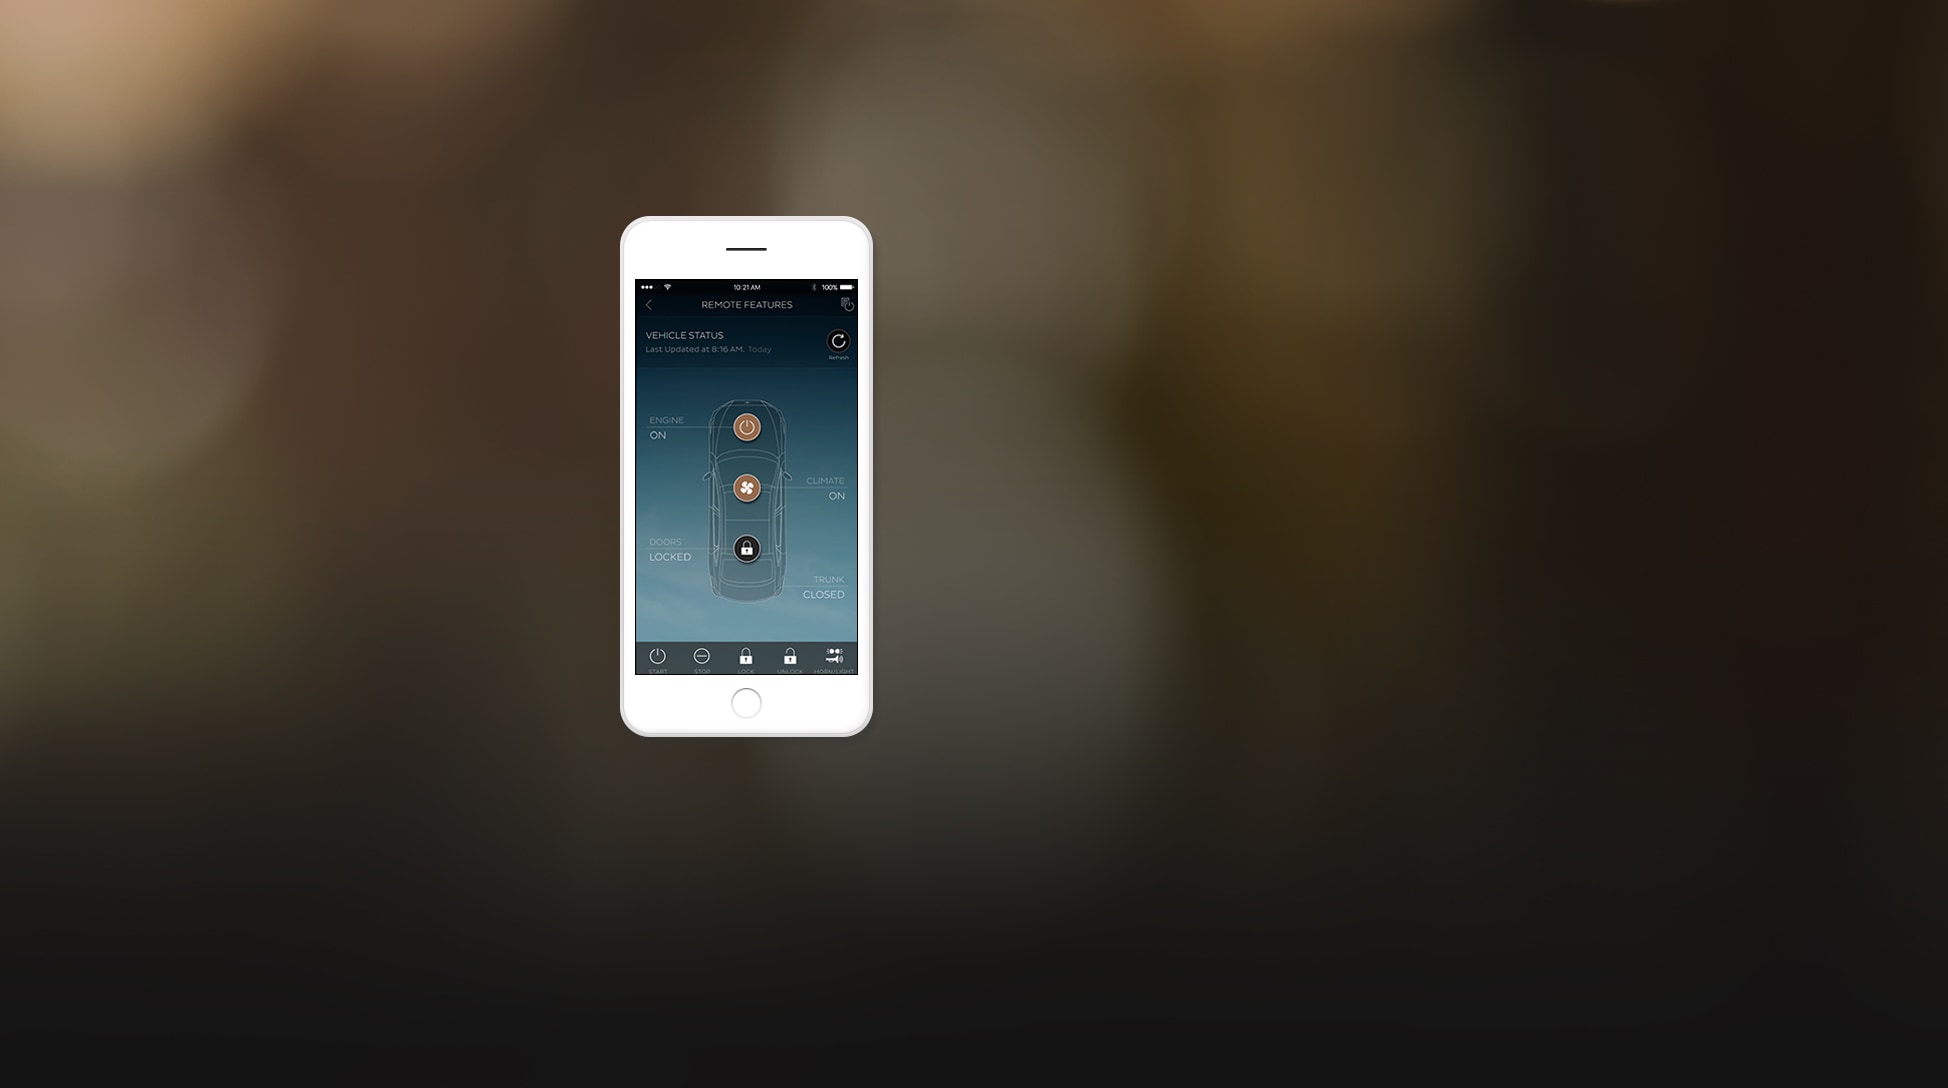 10:21 AM
100%
REMOTE FEATURES
VEHICLE STATUS
Last Updated at 8:16 AM. Today
Refresh
ENGINE
ON
CLIMATE
ON
DOORS
LOCKED
TRUNK
CLOSED
START STOP LOCK UNLOCK HORN/LIGHT